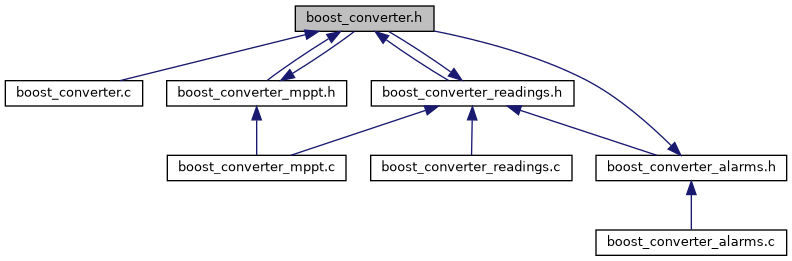 boost_converter.h
boost_converter.c
boost_converter_mppt.h
boost_converter_readings.h
boost_converter_mppt.c
boost_converter_readings.c
boost_converter_alarms.h
boost_converter_alarms.c